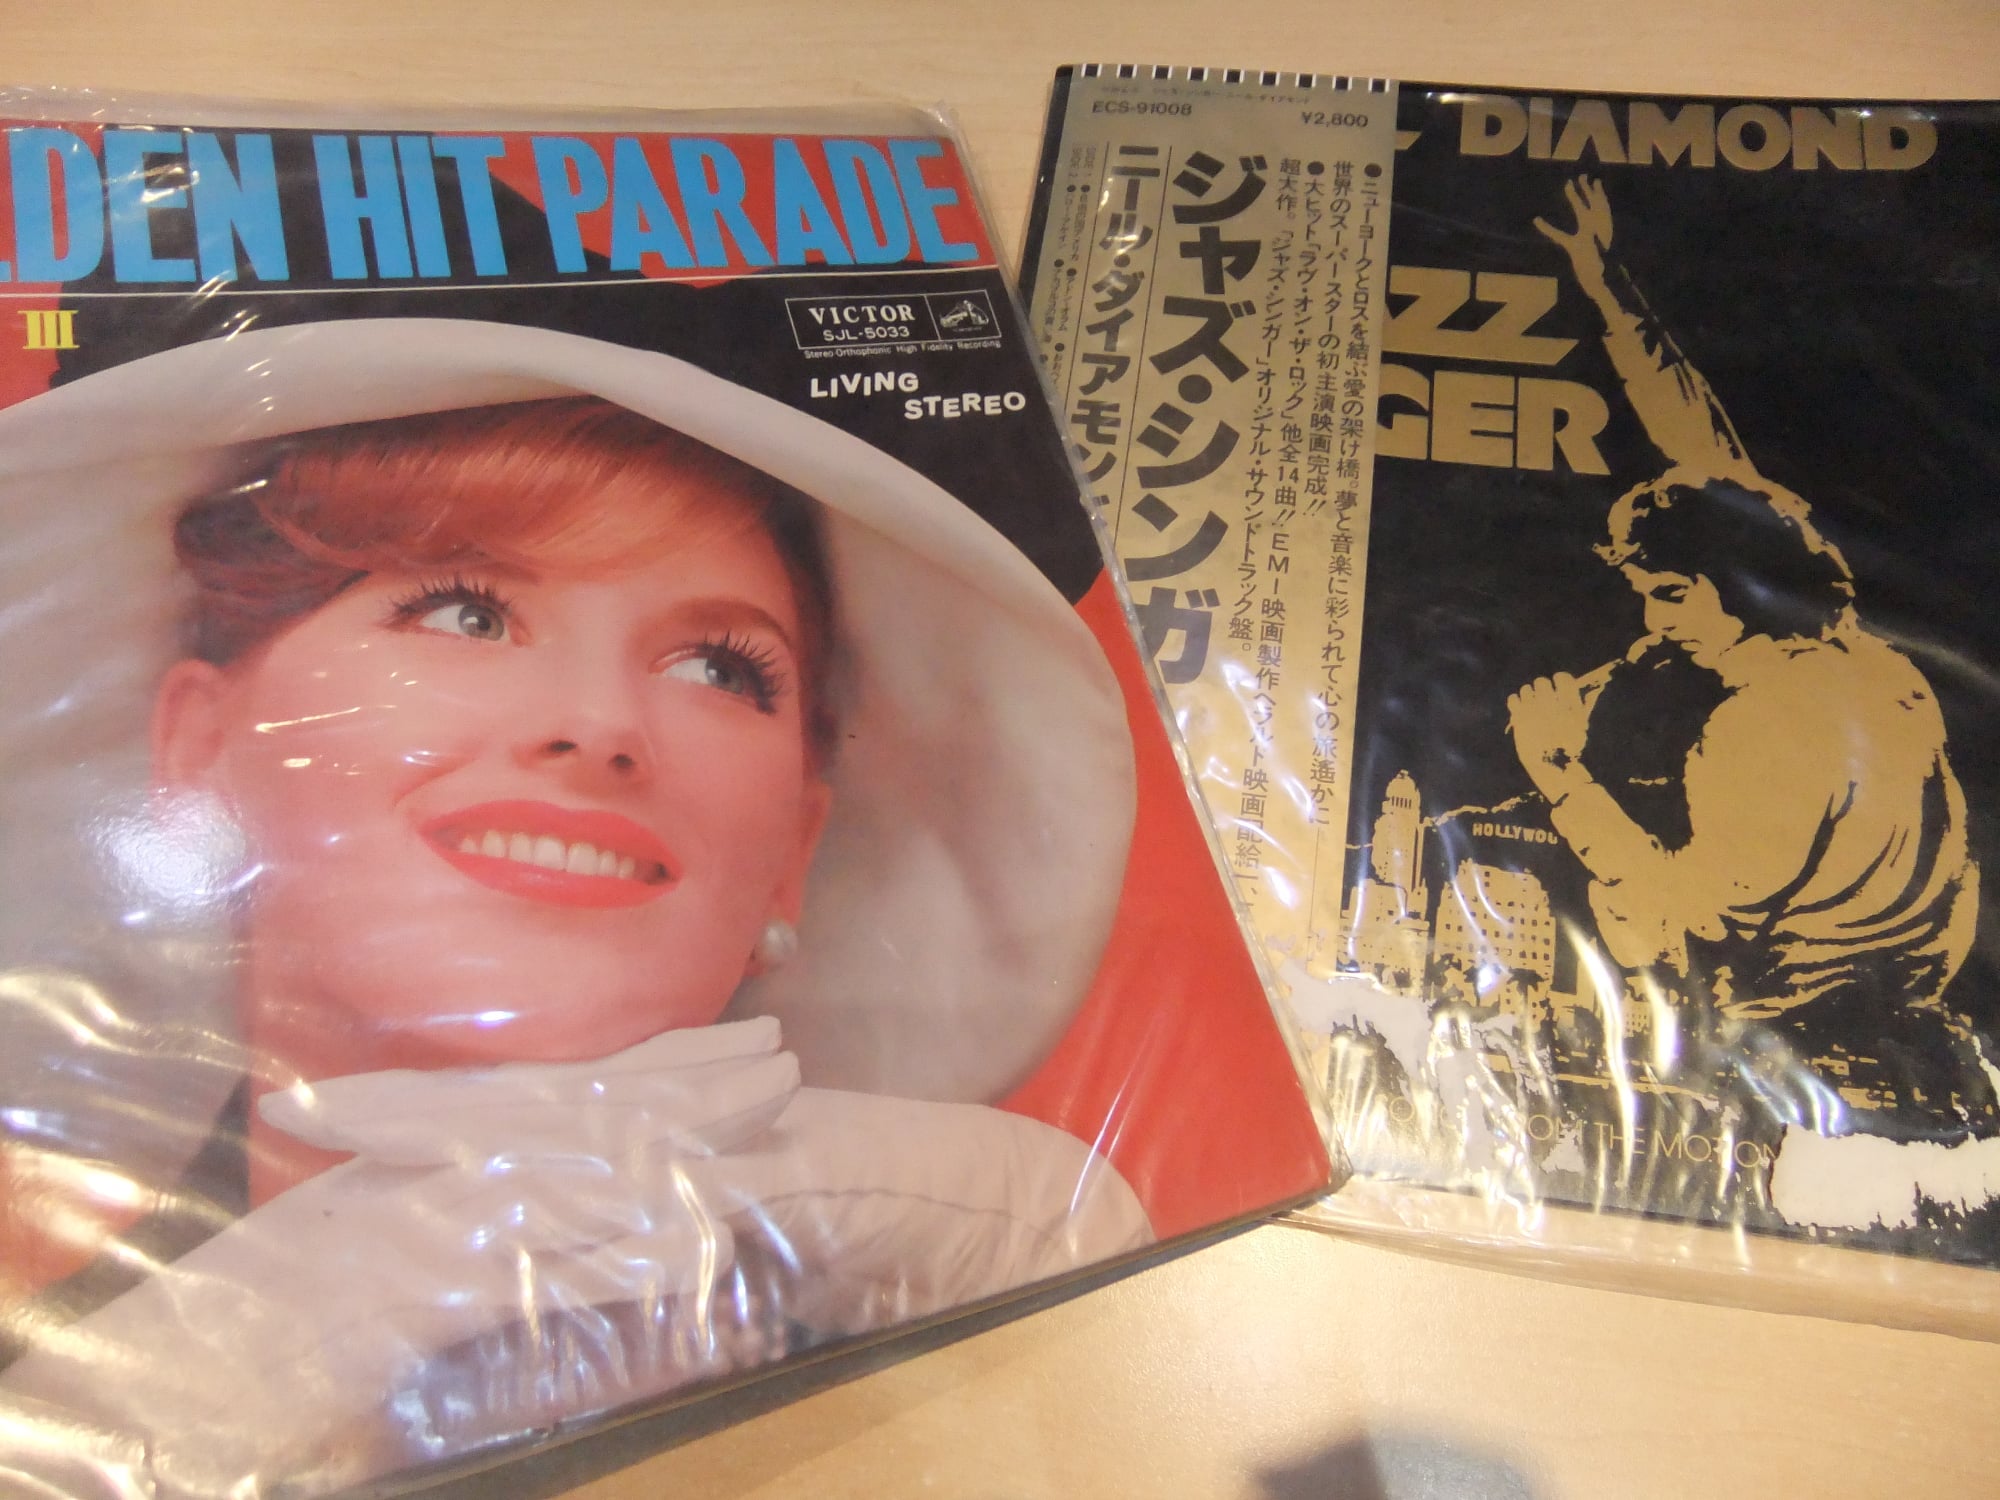 LDEN HIT PARADE
III
VICTOR
SJL-5033
Stereo Orthophonic High Fidelity Recording
LIVING
STEREO
ECS-91008
¥2,800
●ニューヨークとロスを結ぶ愛の架け橋。夢と音楽に彩られて心の旅遙かに
世界のスーパースターの初主演映画完成!!
●大ヒット「ラヴ・オン・ザ・ロック」他全14曲!! EMI映画製作ヘラルド映画配給
超大作。「ジャズ・シンガー」オリジナル・サウンドトラック盤。
ジャズ・シンガ
ニール・ダイアモンド
SIDE 1
SIDE 2
DIAMOND
ZZ
GER
HOLLYWOO
FROM THE MOTION